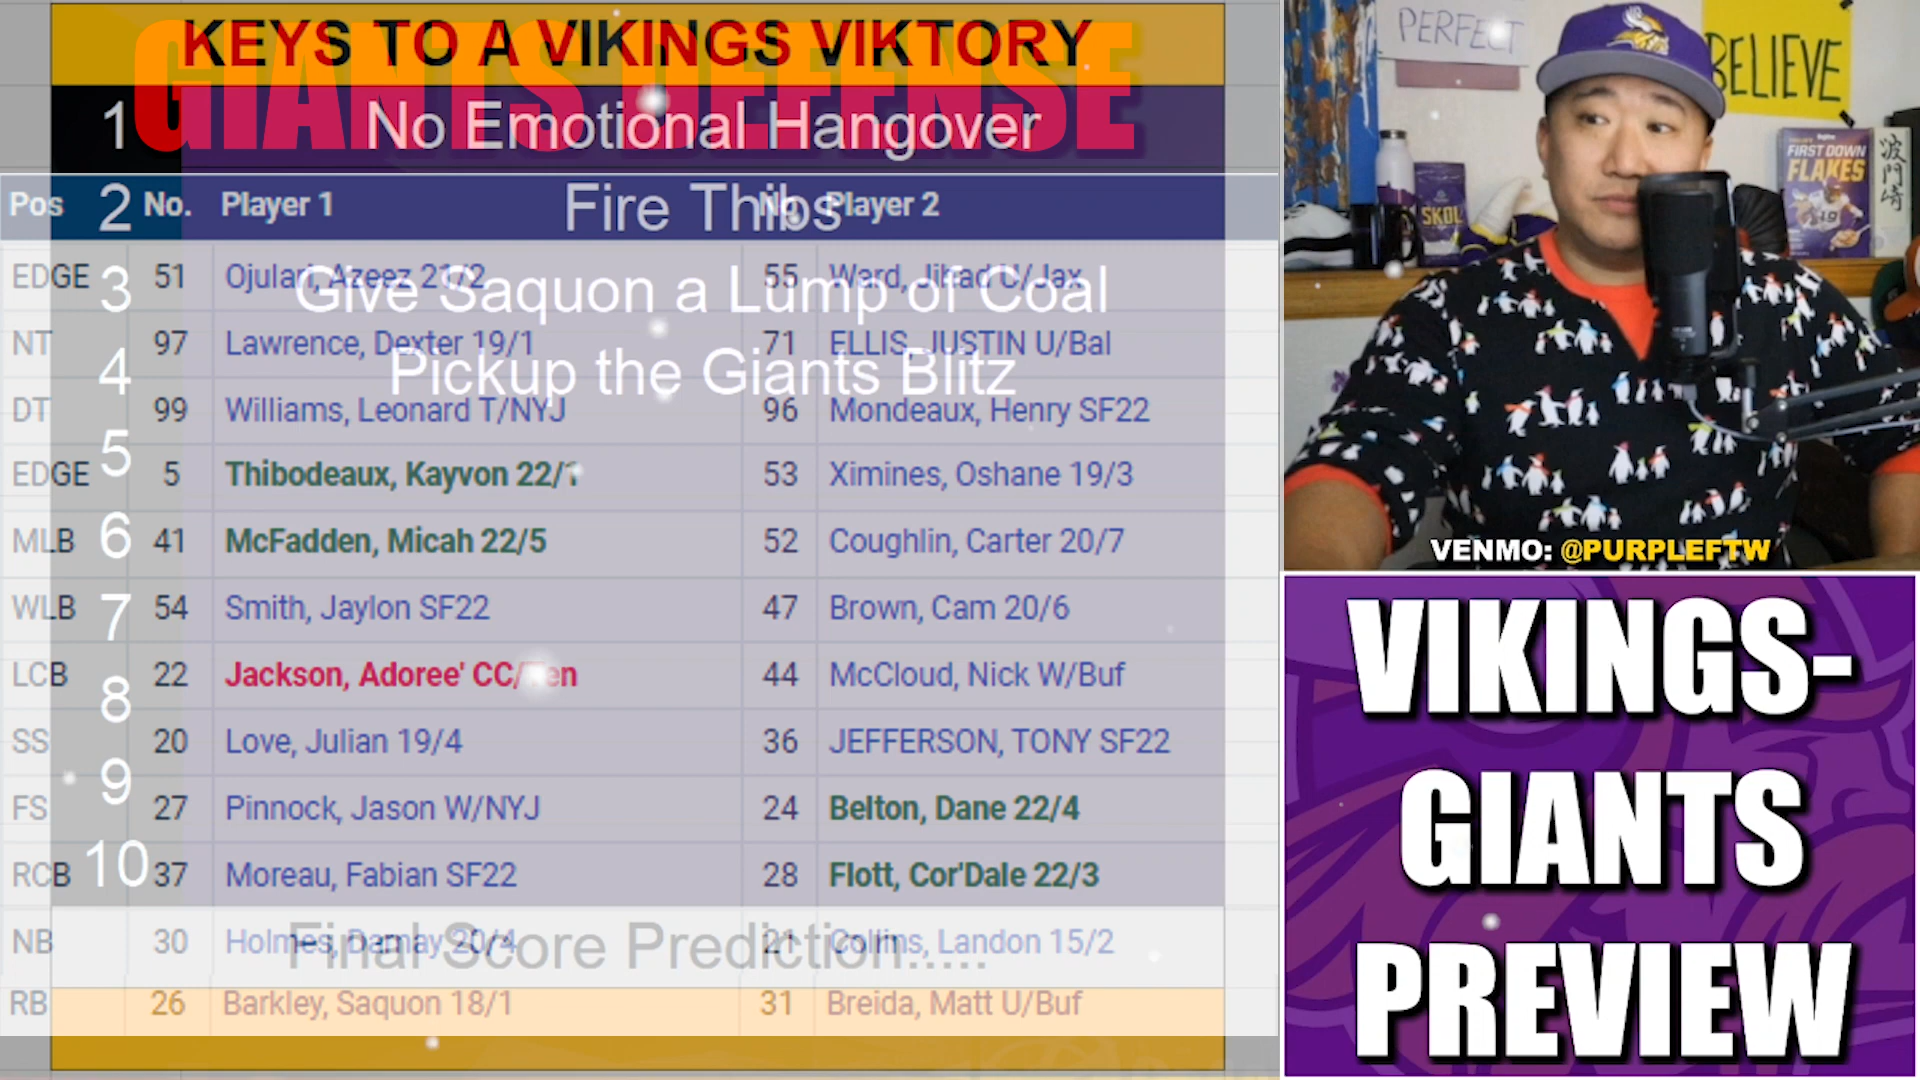 KEYS TO A VIKINGS VIKTORY
GIANTS DEFENSE
1 No Emotional Hangover
2 Fire Thibs
3 Give Saquon a Lump of Coal
4 Pickup the Giants Blitz
5
6
7
8
9
10
Final Score Prediction.....
Pos No. Player 1 No. Player 2
EDGE 51 Ojulari, Azeez 21/2 55 Ward, Jihad U/Jax
NT 97 Lawrence, Dexter 19/1 71 ELLIS, JUSTIN U/Bal
DT 99 Williams, Leonard T/NYJ 96 Mondeaux, Henry SF22
EDGE 5 Thibodeaux, Kayvon 22/1 53 Ximines, Oshane 19/3
MLB 41 McFadden, Micah 22/5 52 Coughlin, Carter 20/7
WLB 54 Smith, Jaylon SF22 47 Brown, Cam 20/6
LCB 22 Jackson, Adoree' CC/Ten 44 McCloud, Nick W/Buf
SS 20 Love, Julian 19/4 36 JEFFERSON, TONY SF22
FS 27 Pinnock, Jason W/NYJ 24 Belton, Dane 22/4
RCB 37 Moreau, Fabian SF22 28 Flott, Cor'Dale 22/3
NB 30 Holmes, Darnay 20/4 21 Collins, Landon 15/2
RB 26 Barkley, Saquon 18/1 31 Breida, Matt U/Buf
PERFECT
BELIEVE
FIRST DOWN
FLAKES
SKOL
波門崎
VENMO: @PURPLEFTW
VIKINGS-
GIANTS
PREVIEW